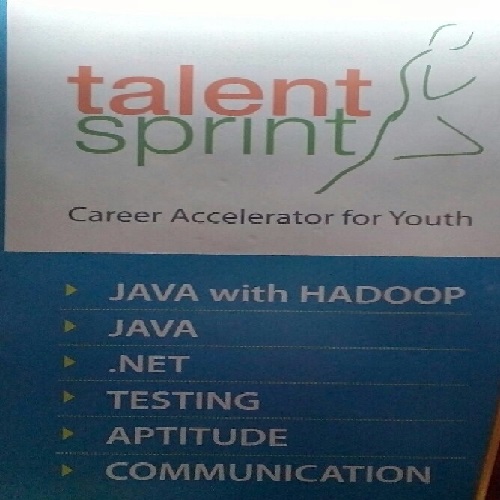 talent
sprint
Career Accelerator for Youth
JAVA with HADOOP
JAVA
.NET
TESTING
APTITUDE
COMMUNICATION